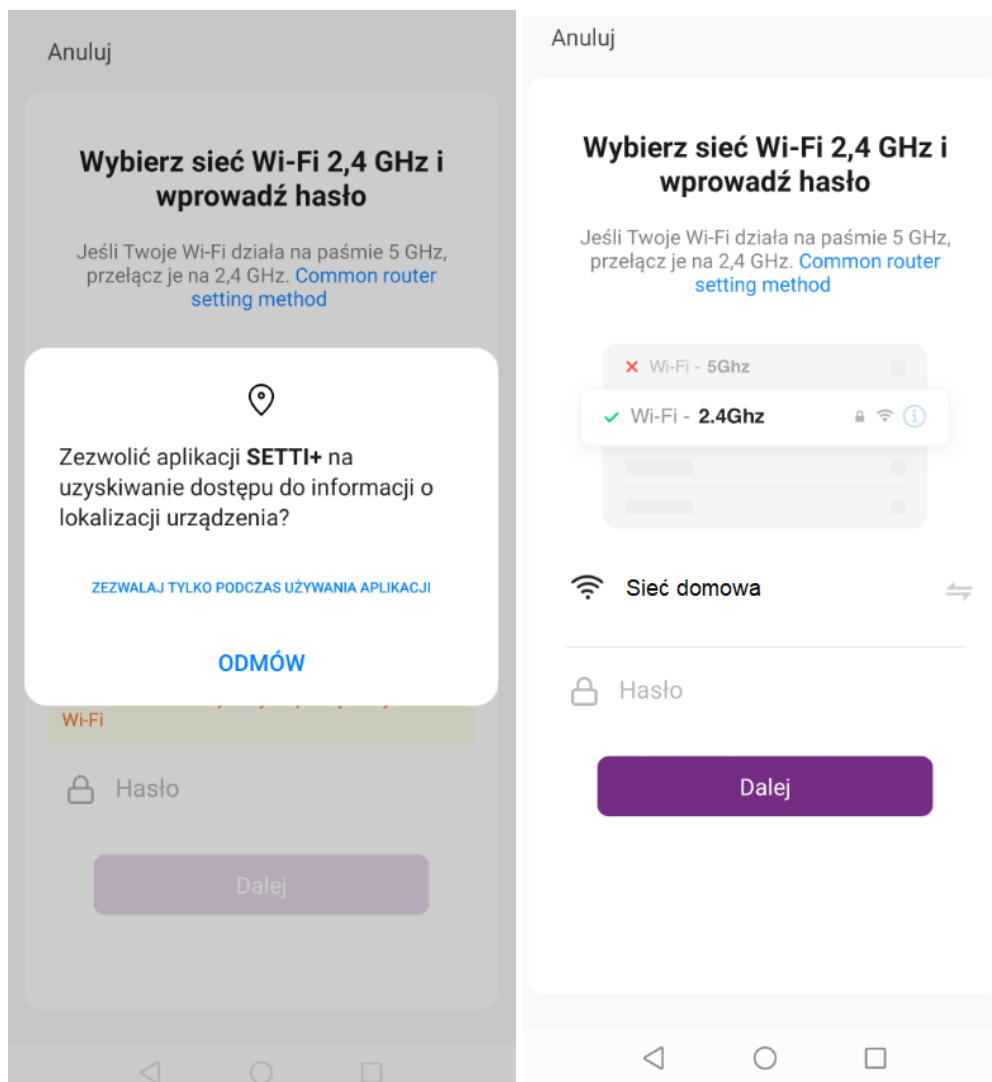 Anuluj
Wybierz sieć Wi-Fi 2,4 GHz i
wprowadź hasło
Jeśli Twoje Wi-Fi działa na paśmie 5 GHz,
przełącz je na 2,4 GHz. Common router
setting method
Zezwolić aplikacji SETTI+ na
uzyskiwanie dostępu do informacji o
lokalizacji urządzenia?
ZEZWALAJ TYLKO PODCZAS UŻYWANIA APLIKACJI
ODMÓW
Wi-Fi
Hasło
Dalej
Anuluj
Wybierz sieć Wi-Fi 2,4 GHz i
wprowadź hasło
Jeśli Twoje Wi-Fi działa na paśmie 5 GHz,
przełącz je na 2,4 GHz. Common router
setting method
Wi-Fi - 5Ghz
Wi-Fi - 2.4Ghz
Sieć domowa
Hasło
Dalej